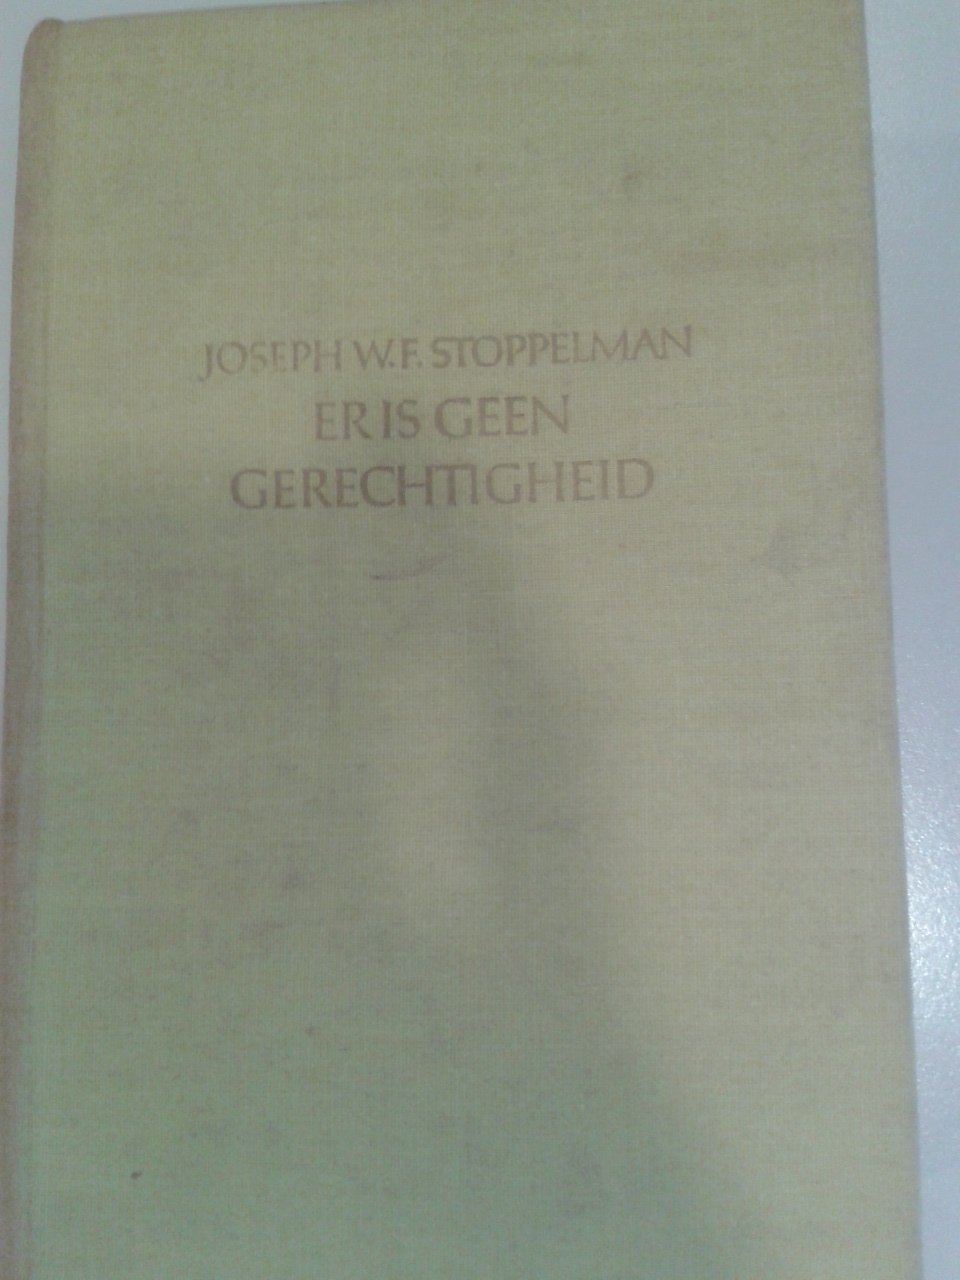 JOSEPH W.F. STOPPELMAN
ER IS GEEN
GERECHTIGHEID